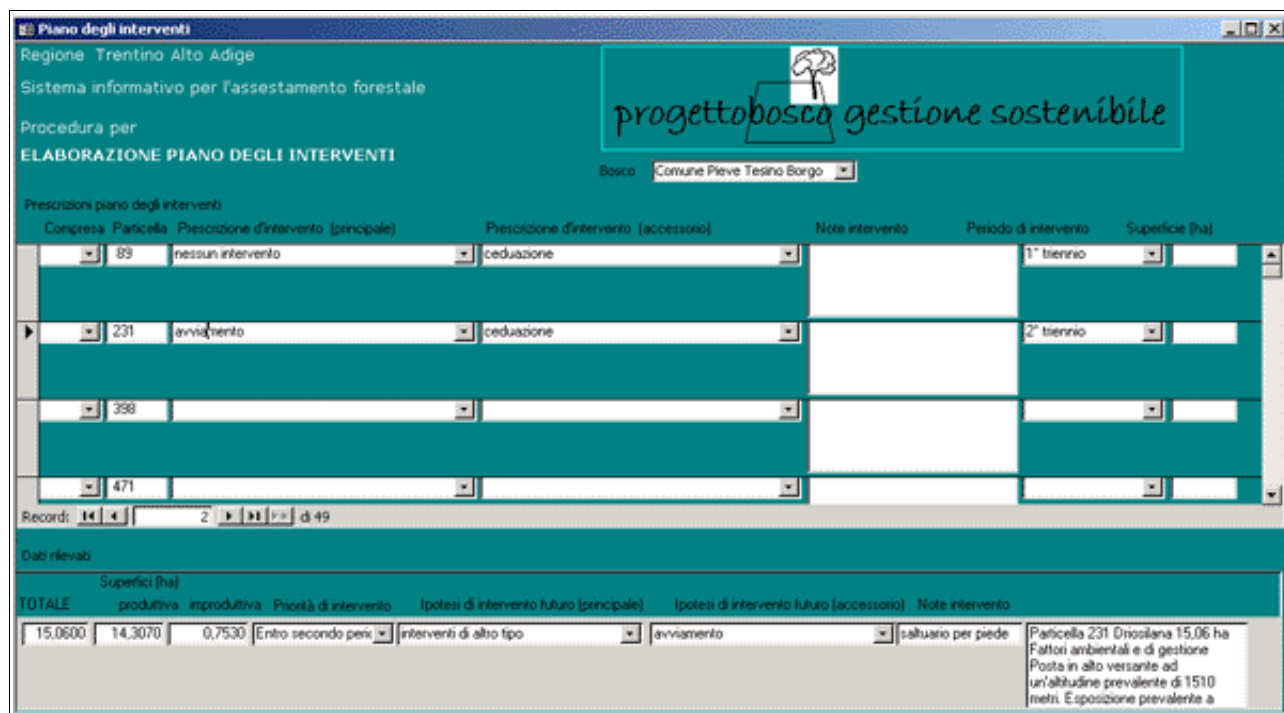 Piano degli interventi
Regione Trentino Alto Adige
Sistema informativo per l'assestamento forestale
progettobosco gestione sostenibile
Procedura per
ELABORAZIONE PIANO DEGLI INTERVENTI
Bosco Comune Pieve Tesino Borgo
Prescrizioni piano degli interventi
Compresa Particella Prescrizione d'intervento (principale) Prescrizione d'intervento (accessorio) Note intervento Periodo di intervento Superficie (ha)
89 nessun intervento ceduazione 1° triennio
231 avviamento ceduazione 2° triennio
398
471
Record: 2 di 49
Dati rilevati
Superfici (ha)
TOTALE produttiva improduttiva Priorità di intervento Ipotesi di intervento futuro (principale) Ipotesi di intervento futuro (accessorio) Note intervento
15,0600 14,3070 0,7530 Entro secondo peric interventi di altro tipo avviamento saltuario per piede Particella 231 Driosilana 15,06 ha
Fattori ambientali e di gestione
Posta in alto versante ad
un'altitudine prevalente di 1510
metri. Esposizione prevalente a